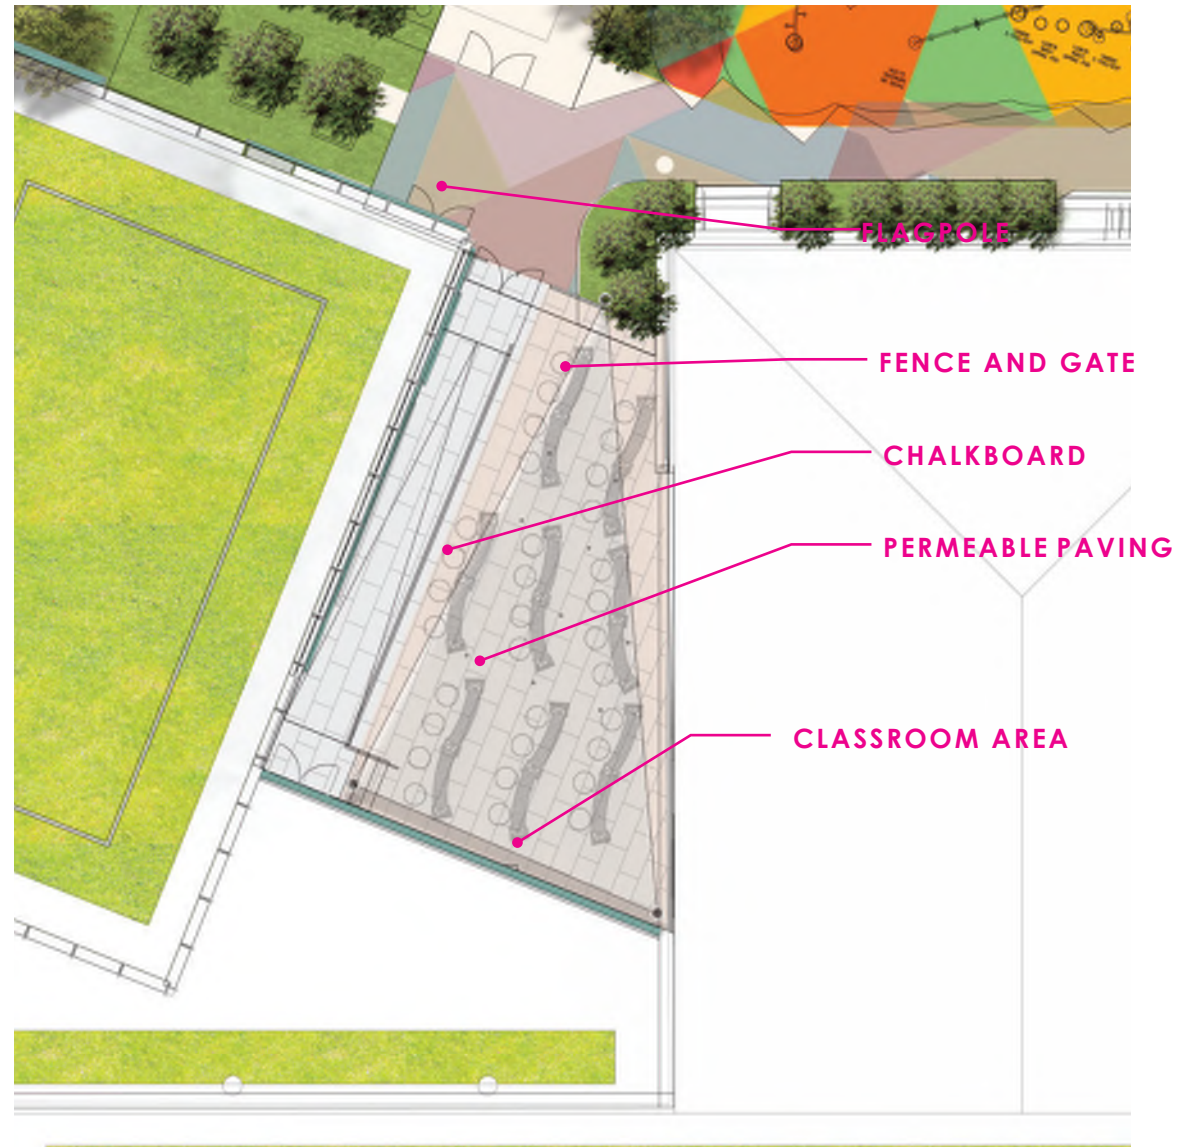 FLAGPOLE
FENCE AND GATE
CHALKBOARD
PERMEABLE PAVING
CLASSROOM AREA